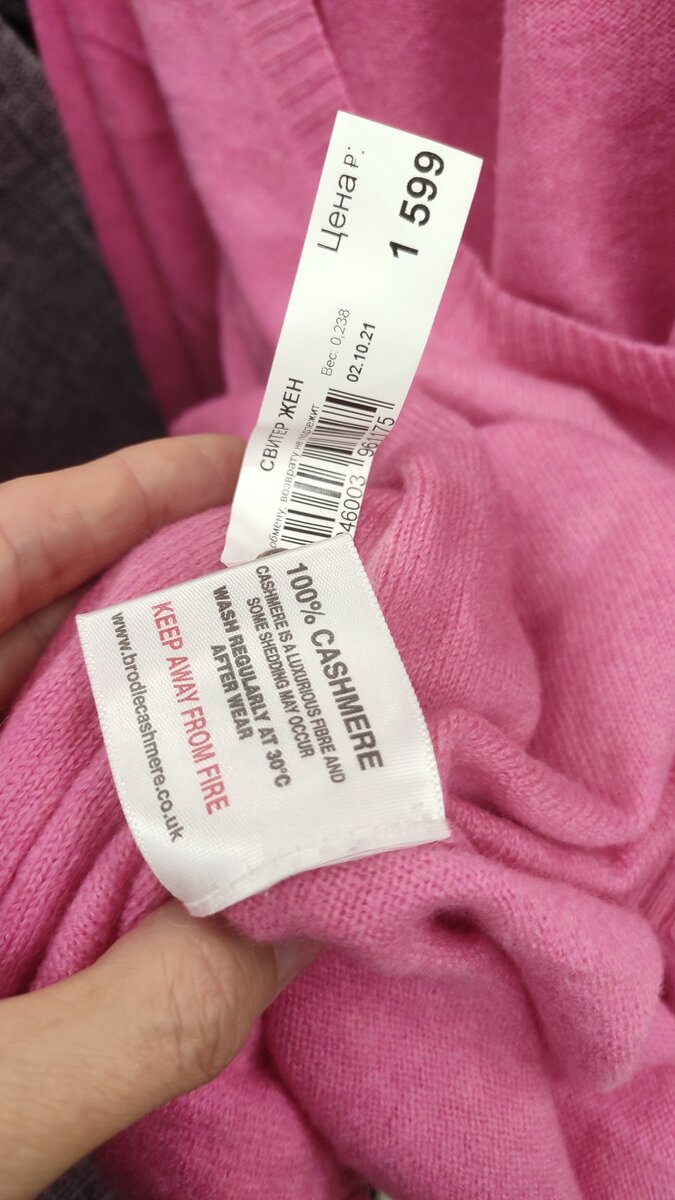 Цена Р:
1 599
Вес: 0,238
02.10.21
СВИТЕР ЖЕН
обмену, возврату не подлежит
46003 961175
100% CASHMERE
CASHMERE IS A LUXURIOUS FIBRE AND
SOME SHEDDING MAY OCCUR
WASH REGULARLY AT 30°C
AFTER WEAR
KEEP AWAY FROM FIRE
www.brodiecashmere.co.uk